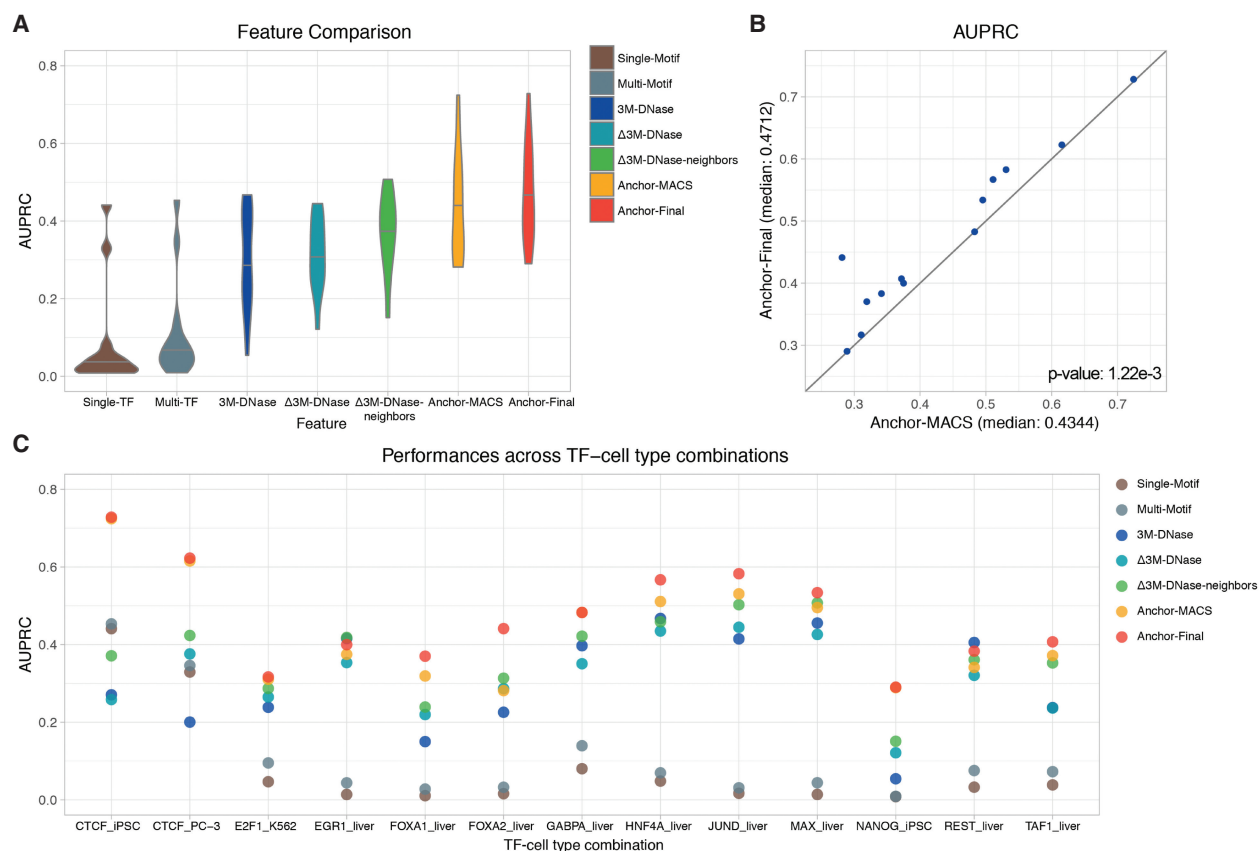 A
Feature Comparison
AUPRC
0.8
0.6
0.4
0.2
0.0
Single-TF
Multi-TF
3M-DNase
Δ3M-DNase
Δ3M-DNase-
neighbors
Anchor-MACS
Anchor-Final
Feature
Single-Motif
Multi-Motif
3M-DNase
Δ3M-DNase
Δ3M-DNase-neighbors
Anchor-MACS
Anchor-Final
B
AUPRC
Anchor-Final (median: 0.4712)
0.7
0.6
0.5
0.4
0.3
p-value: 1.22e-3
0.3
0.4
0.5
0.6
0.7
Anchor-MACS (median: 0.4344)
C
Performances across TF−cell type combinations
AUPRC
0.8
0.6
0.4
0.2
0.0
CTCF_iPSC
CTCF_PC−3
E2F1_K562
EGR1_liver
FOXA1_liver
FOXA2_liver
GABPA_liver
HNF4A_liver
JUND_liver
MAX_liver
NANOG_iPSC
REST_liver
TAF1_liver
TF-cell type combination
Single-Motif
Multi-Motif
3M-DNase
Δ3M-DNase
Δ3M-DNase-neighbors
Anchor-MACS
Anchor-Final